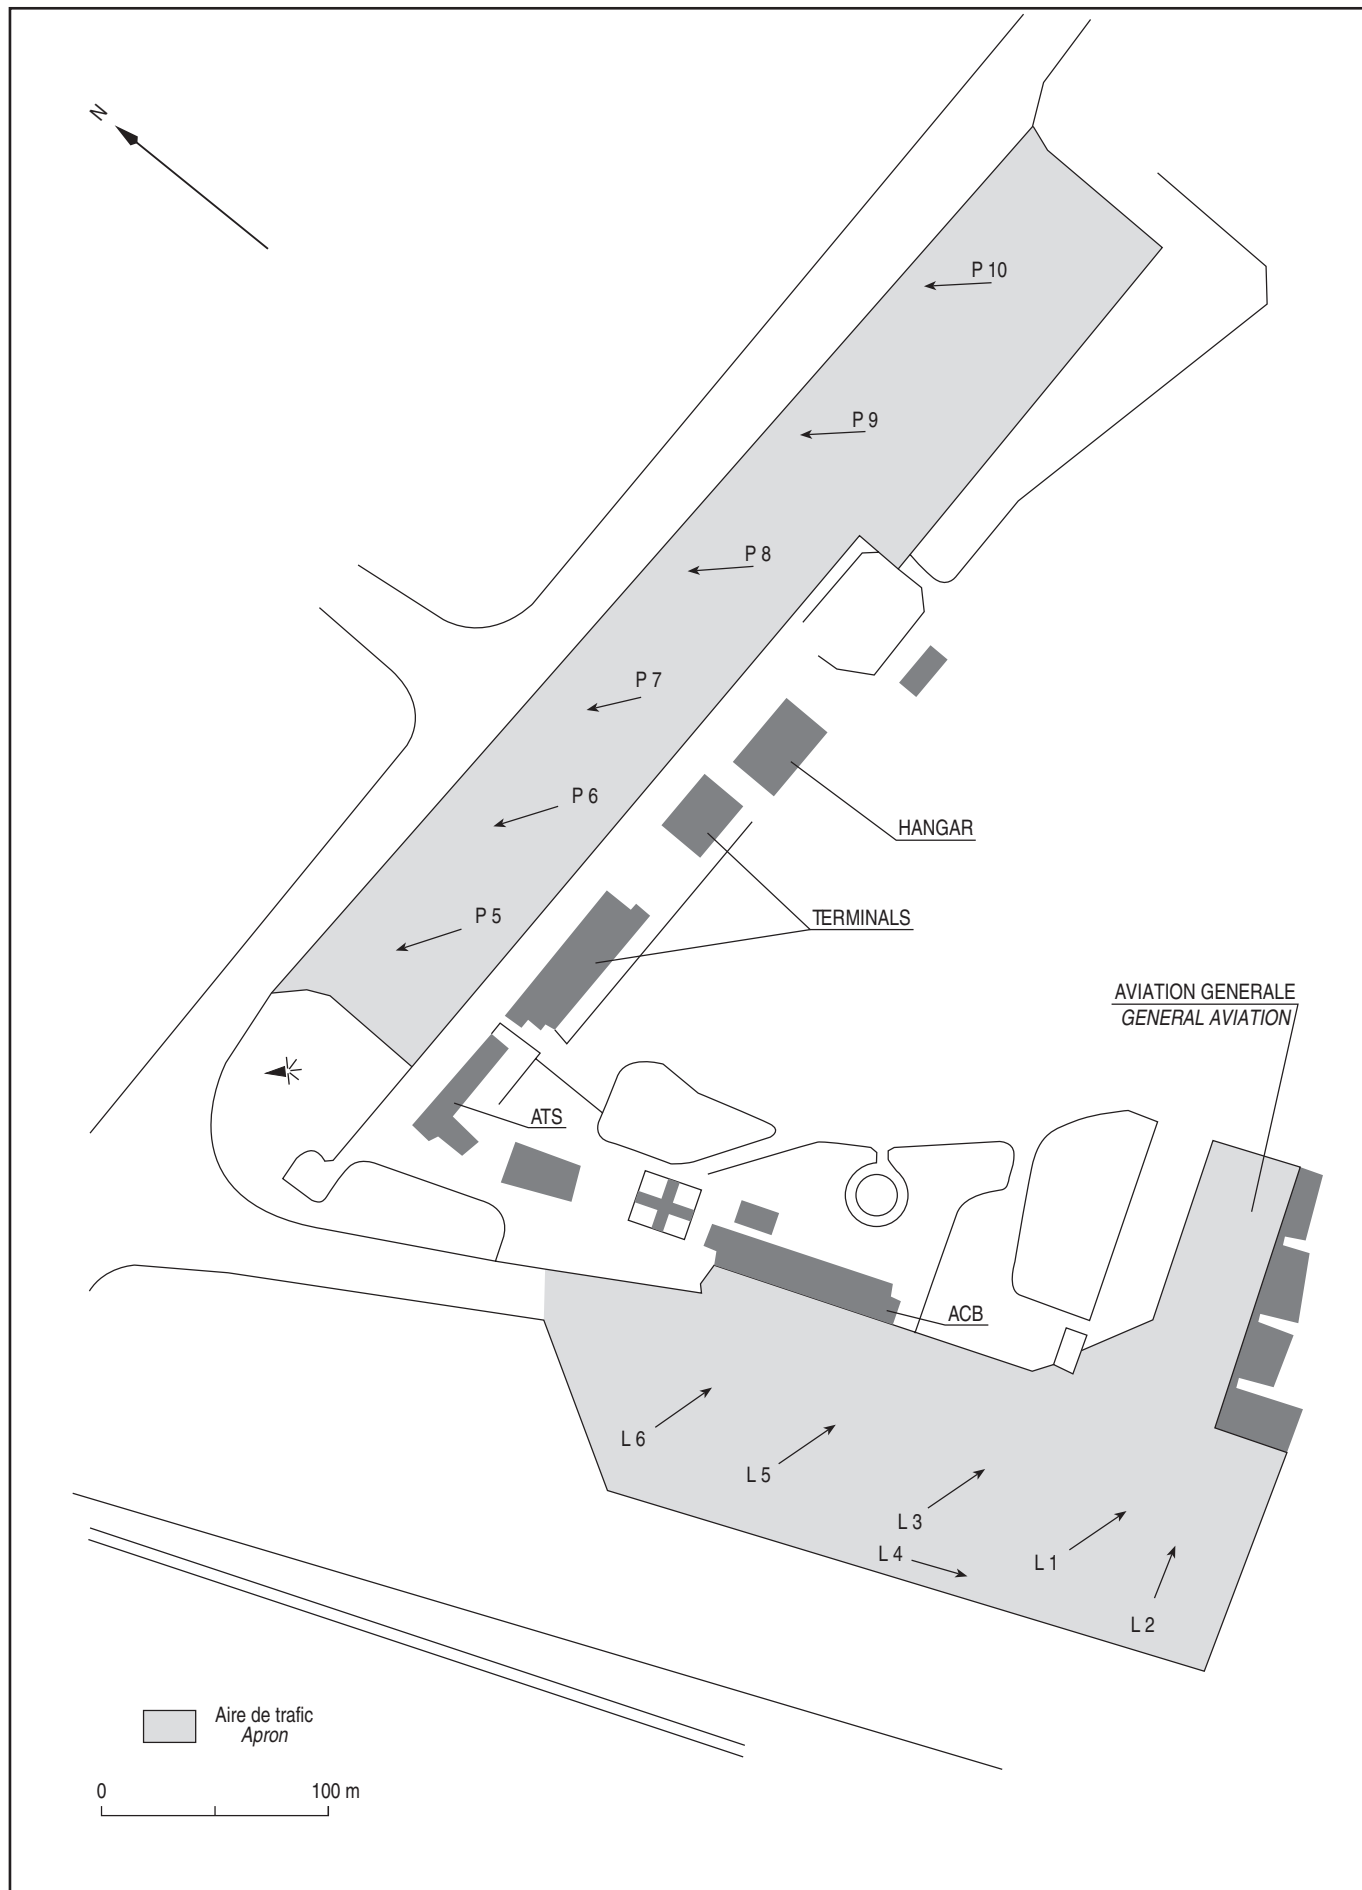 N
P 10
P 9
P 8
P 7
P 6
HANGAR
P 5
TERMINALS
AVIATION GENERALE
GENERAL AVIATION
ATS
ACB
L 6
L 5
L 3
L 4
L 1
L 2
Aire de trafic
Apron
0 100 m